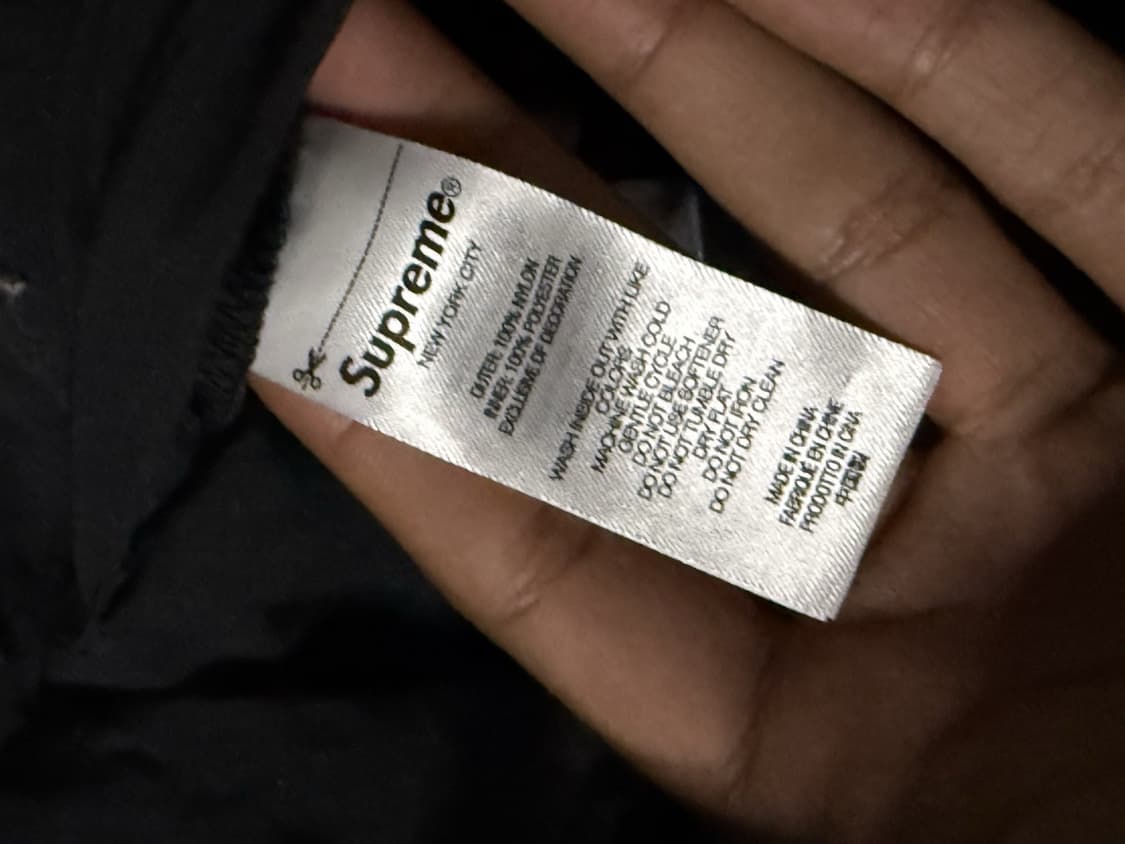 Supreme®
NEW YORK CITY
OUTER: 100% NYLON
INNER: 100% POLYESTER
EXCLUSIVE OF DECORATION
WASH INSIDE OUT WITH LIKE
COLORS
MACHINE WASH COLD
GENTLE CYCLE
DO NOT BLEACH
DO NOT USE SOFTENER
DO NOT TUMBLE DRY
DRY FLAT
DO NOT IRON
DO NOT DRY CLEAN
MADE IN CHINA
FABRIQUÉ EN CHINE
PRODOTTO IN CINA
中国製